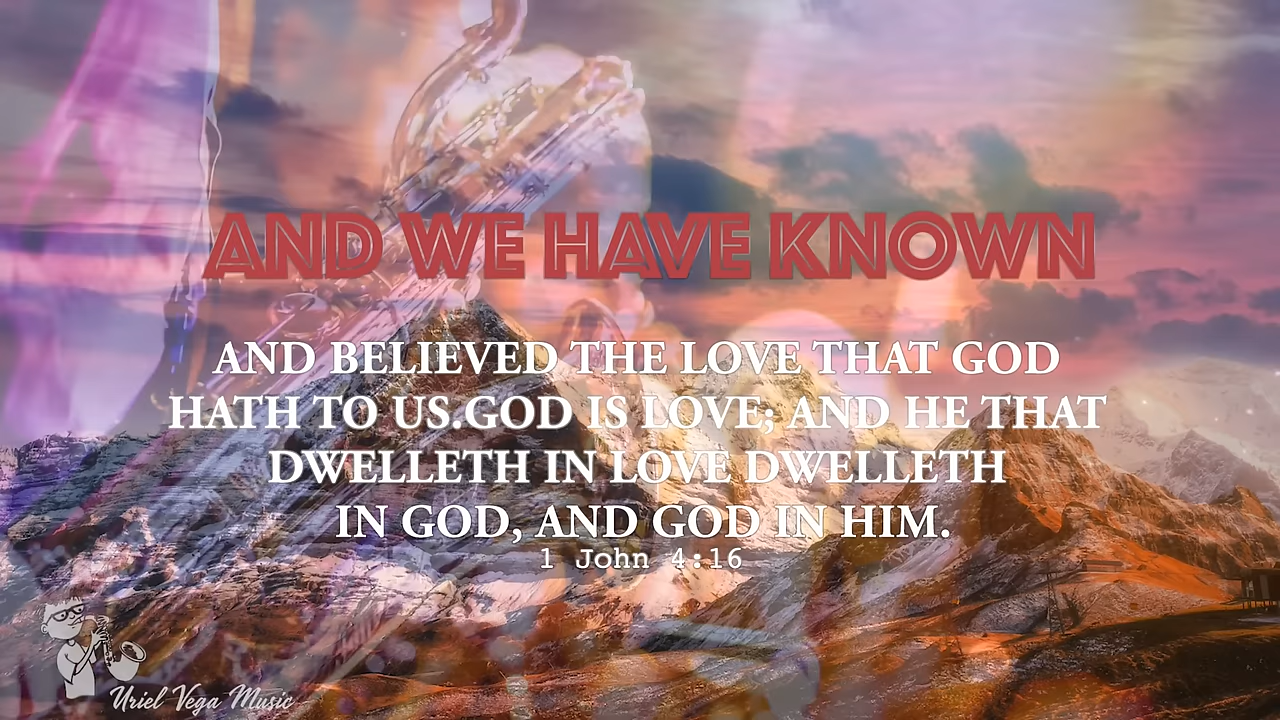 AND WE HAVE KNOWN
AND BELIEVED THE LOVE THAT GOD
HATH TO US.GOD IS LOVE; AND HE THAT
DWELLETH IN LOVE DWELLETH
IN GOD, AND GOD IN HIM.
1 John 4:16
Uriel Vega Music